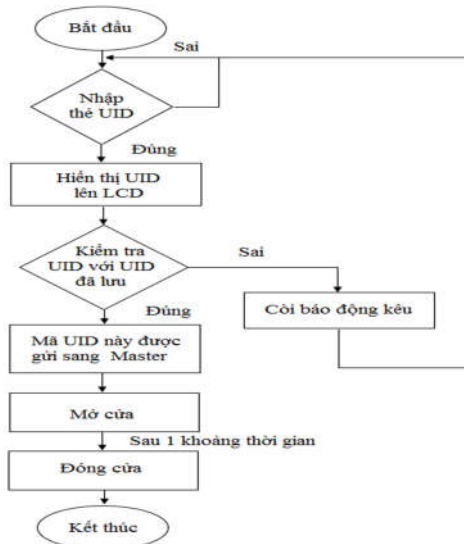 Bắt đầu
Sai
Nhập
thẻ UID
Đúng
Hiển thị UID
lên LCD
Kiểm tra
UID với UID
đã lưu
Sai
Còi báo động kêu
Đúng
Mã UID này được
gửi sang Master
Mở cửa
Sau 1 khoảng thời gian
Đóng cửa
Kết thúc